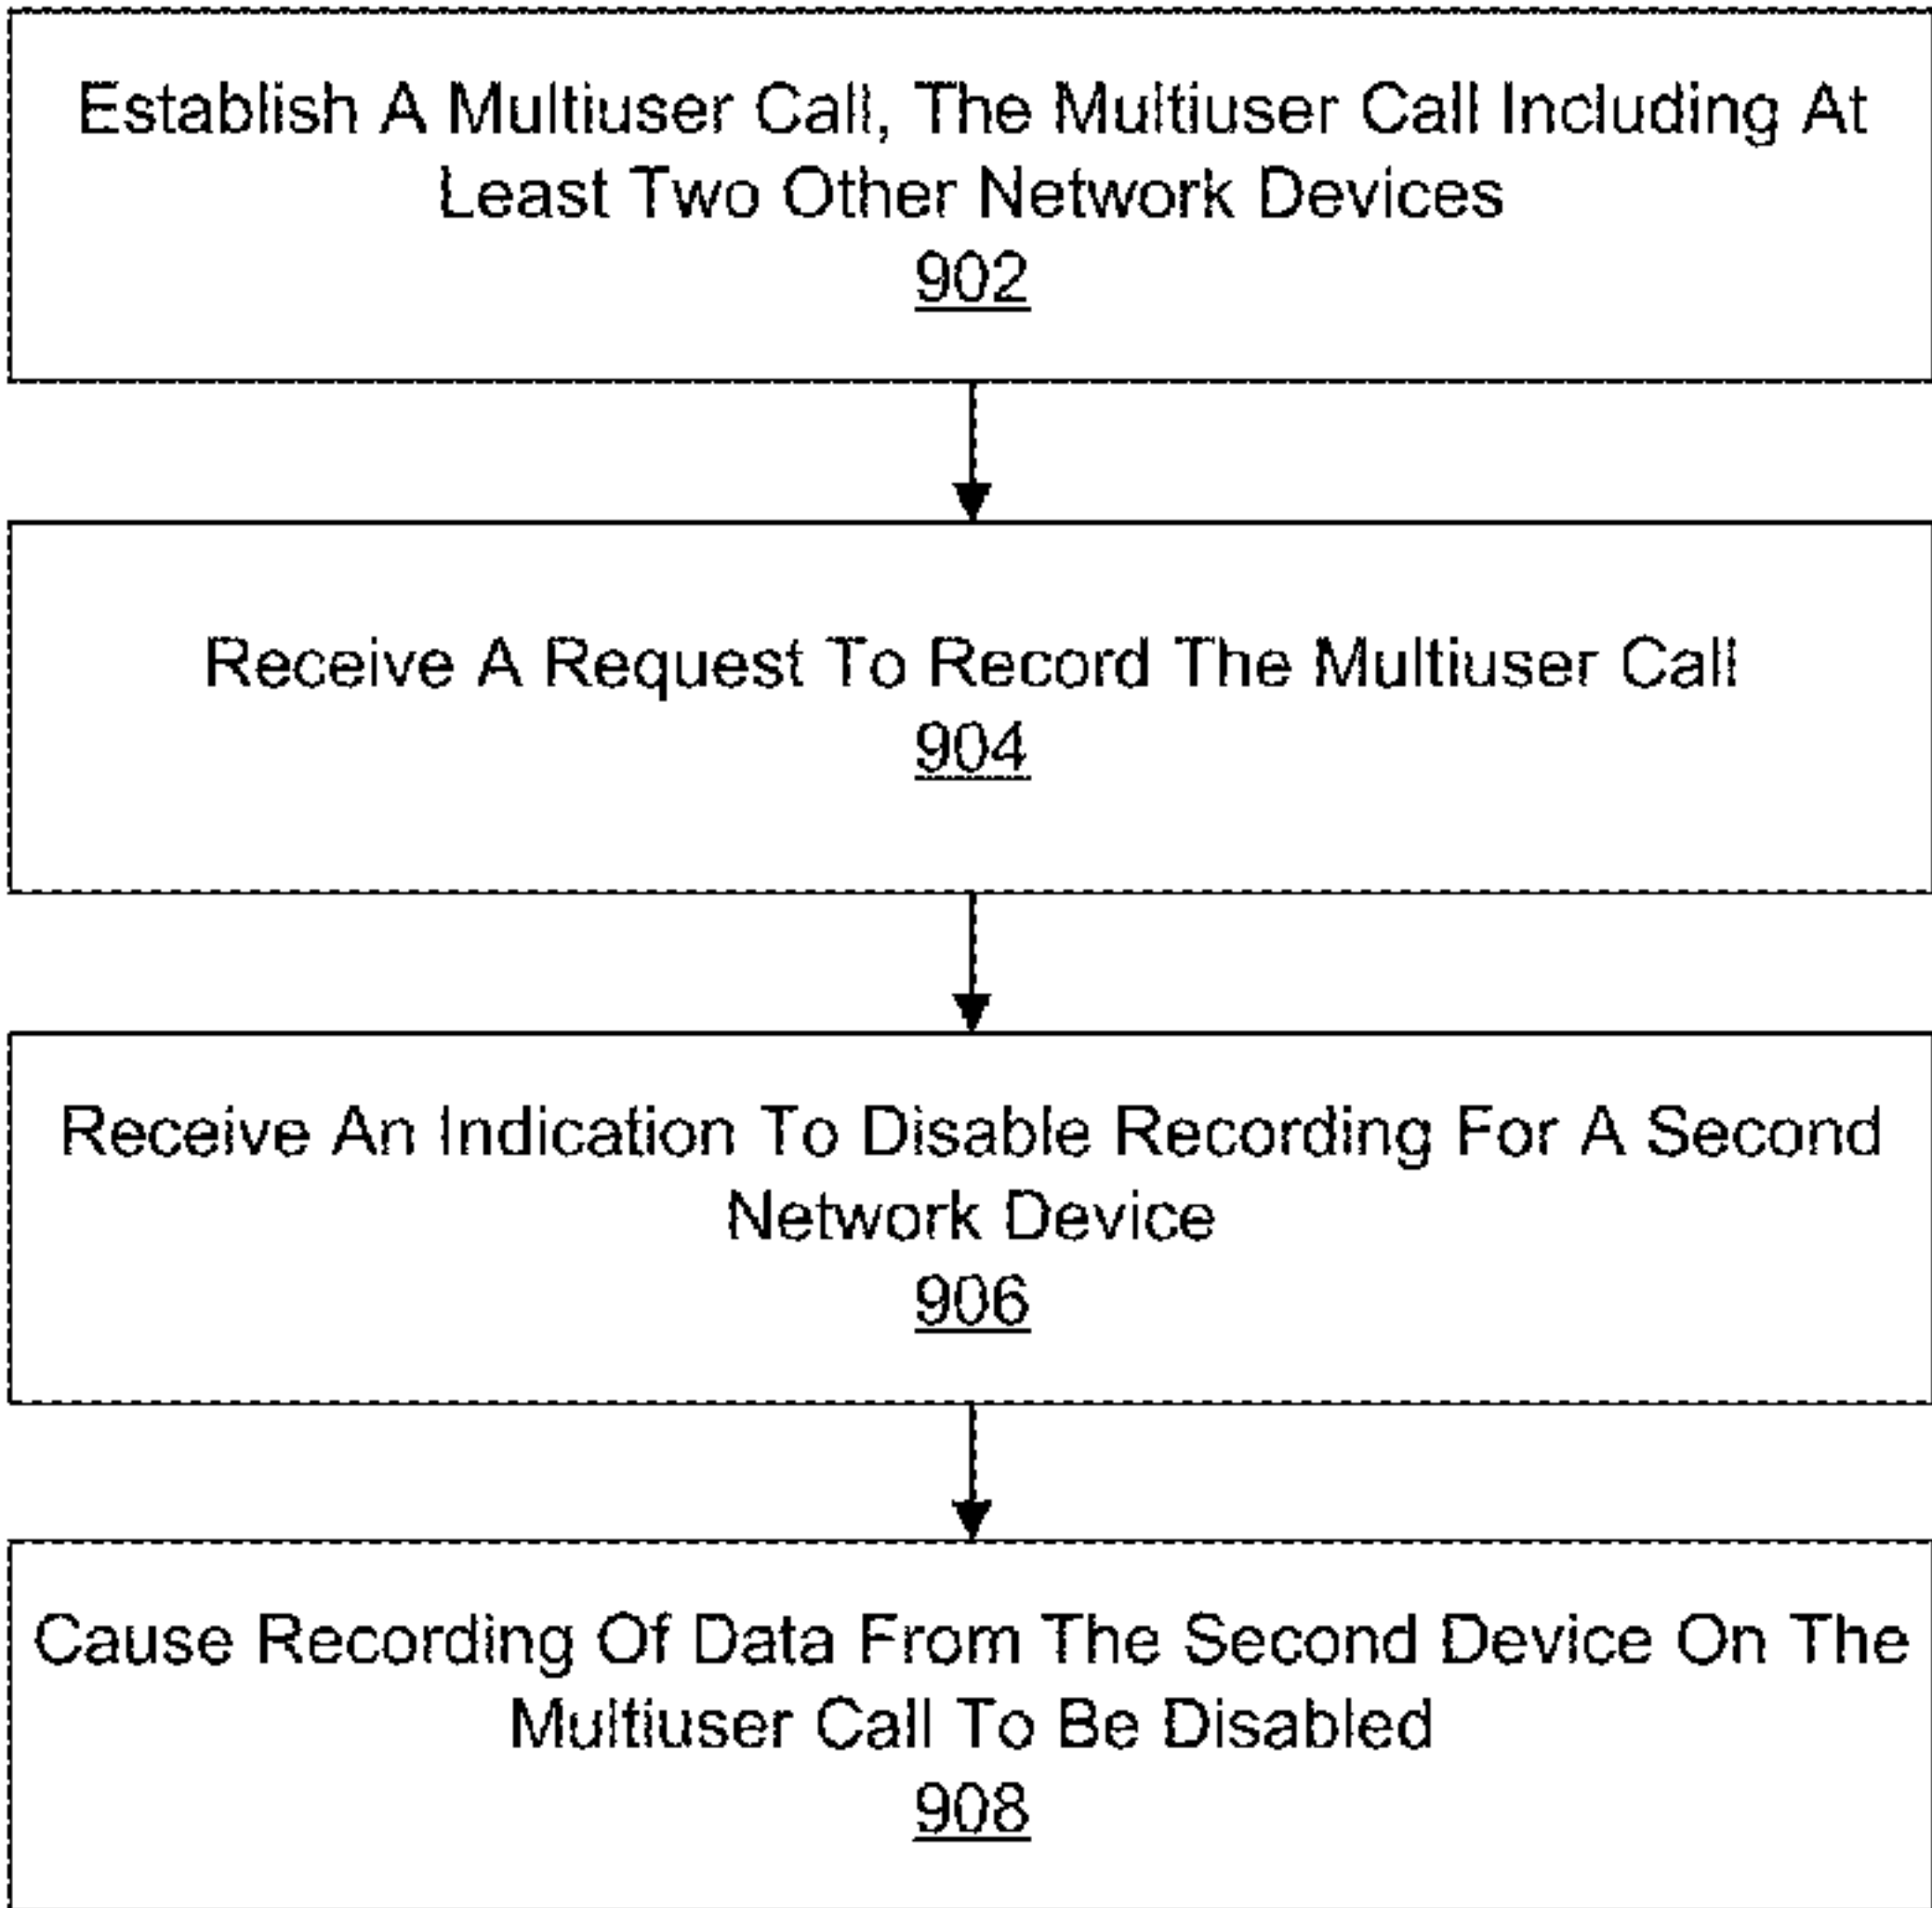 Establish A Multiuser Call, The Multiuser Call Including At
Least Two Other Network Devices
902
Receive A Request To Record The Multiuser Call
904
Receive An Indication To Disable Recording For A Second
Network Device
906
Cause Recording Of Data From The Second Device On The
Multiuser Call To Be Disabled
908